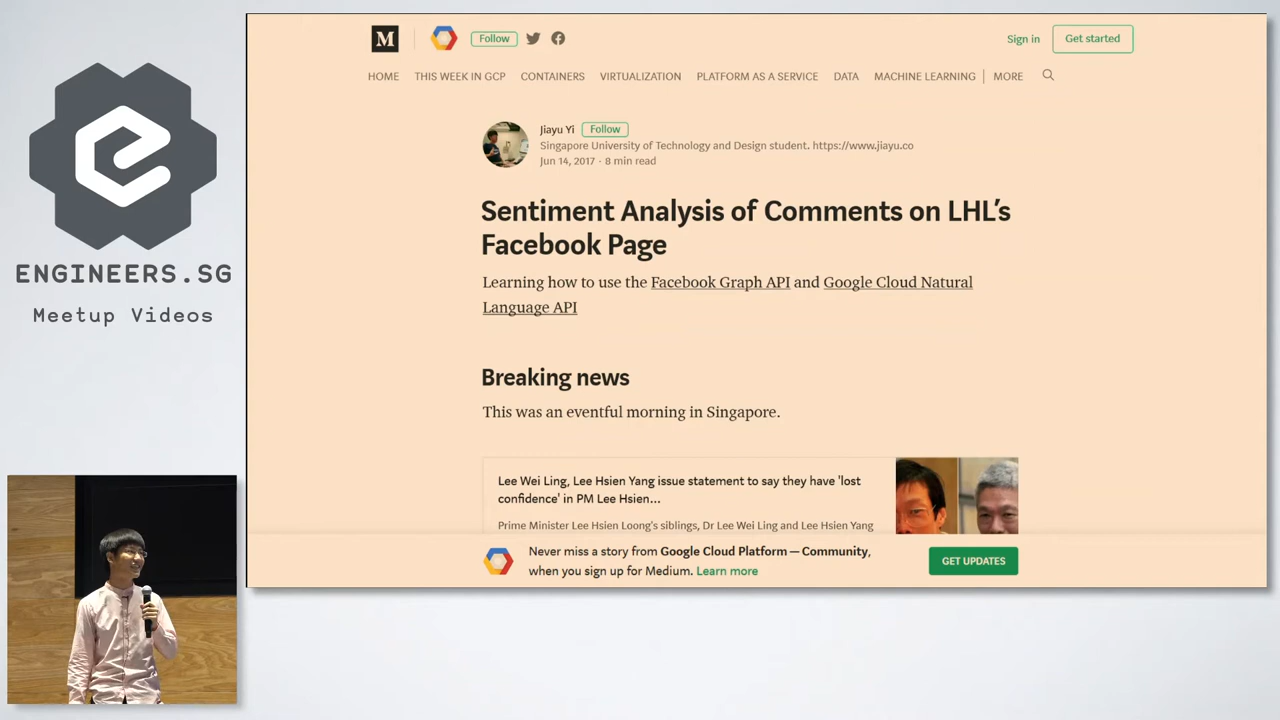 ENGINEERS.SG
Meetup Videos
M
Follow
Sign in
Get started
HOME THIS WEEK IN GCP CONTAINERS VIRTUALIZATION PLATFORM AS A SERVICE DATA MACHINE LEARNING MORE
Jiayu Yi Follow
Singapore University of Technology and Design student. https://www.jiayu.co
Jun 14, 2017 · 8 min read
Sentiment Analysis of Comments on LHL’s
Facebook Page
Learning how to use the Facebook Graph API and Google Cloud Natural
Language API
Breaking news
This was an eventful morning in Singapore.
Lee Wei Ling, Lee Hsien Yang issue statement to say they have 'lost
confidence' in PM Lee Hsien...
Prime Minister Lee Hsien Loong's siblings, Dr Lee Wei Ling and Lee Hsien Yang
Never miss a story from Google Cloud Platform — Community,
when you sign up for Medium. Learn more
GET UPDATES